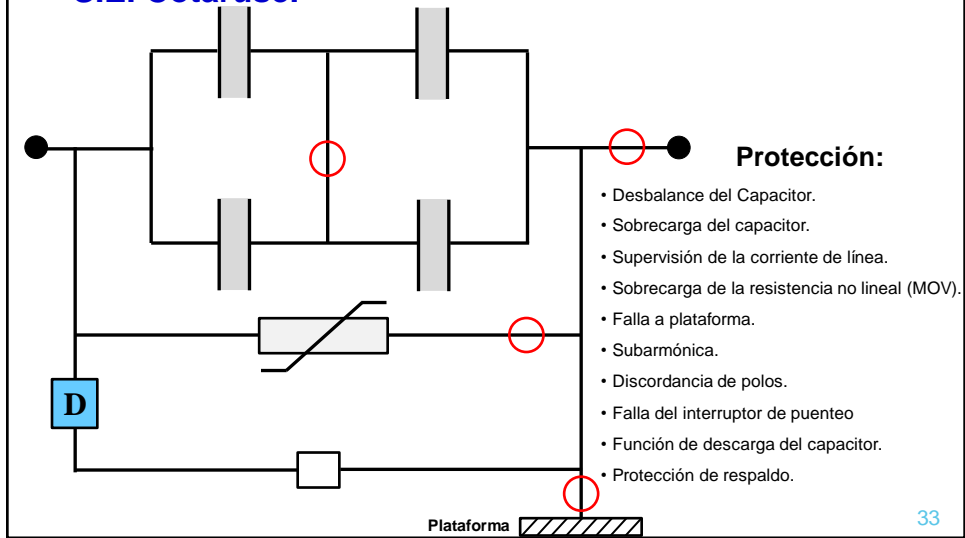 Protección:
• Desbalance del Capacitor.
• Sobrecarga del capacitor.
• Supervisión de la corriente de línea.
• Sobrecarga de la resistencia no lineal (MOV).
• Falla a plataforma.
• Subarmónica.
• Discordancia de polos.
• Falla del interruptor de puenteo
• Función de descarga del capacitor.
• Protección de respaldo.
D
Plataforma
33